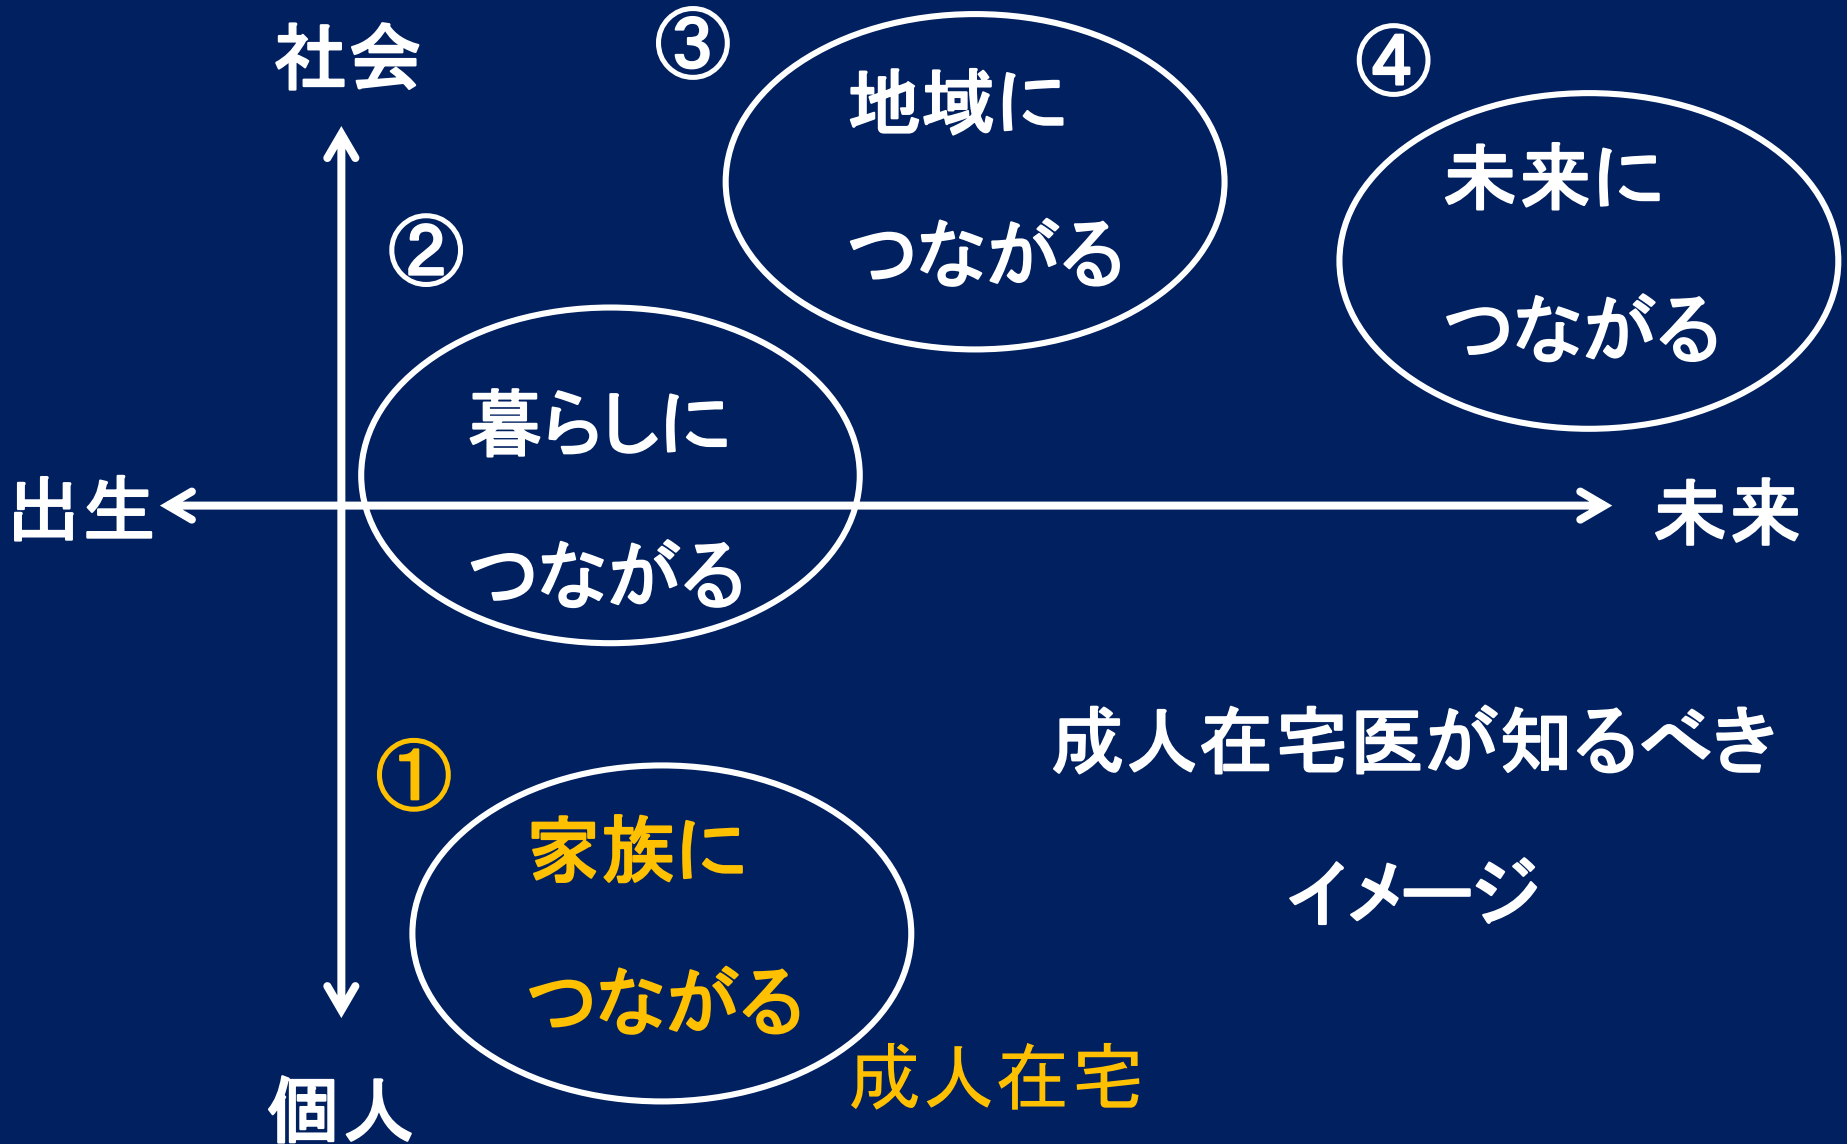 社会
③
地域に
つながる
④
未来に
つながる
②
暮らしに
つながる
出生
未来
成人在宅医が知るべき
イメージ
①
家族に
つながる
成人在宅
個人